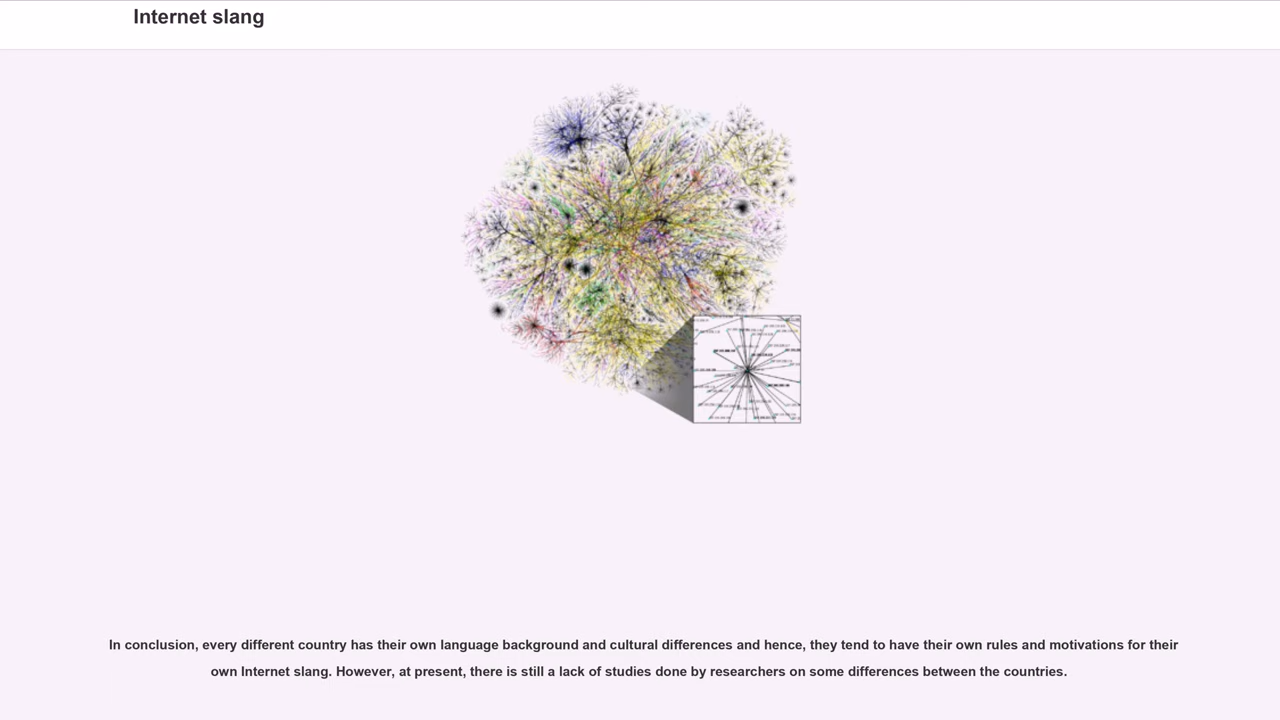 Internet slang
In conclusion, every different country has their own language background and cultural differences and hence, they tend to have their own rules and motivations for their
own Internet slang. However, at present, there is still a lack of studies done by researchers on some differences between the countries.